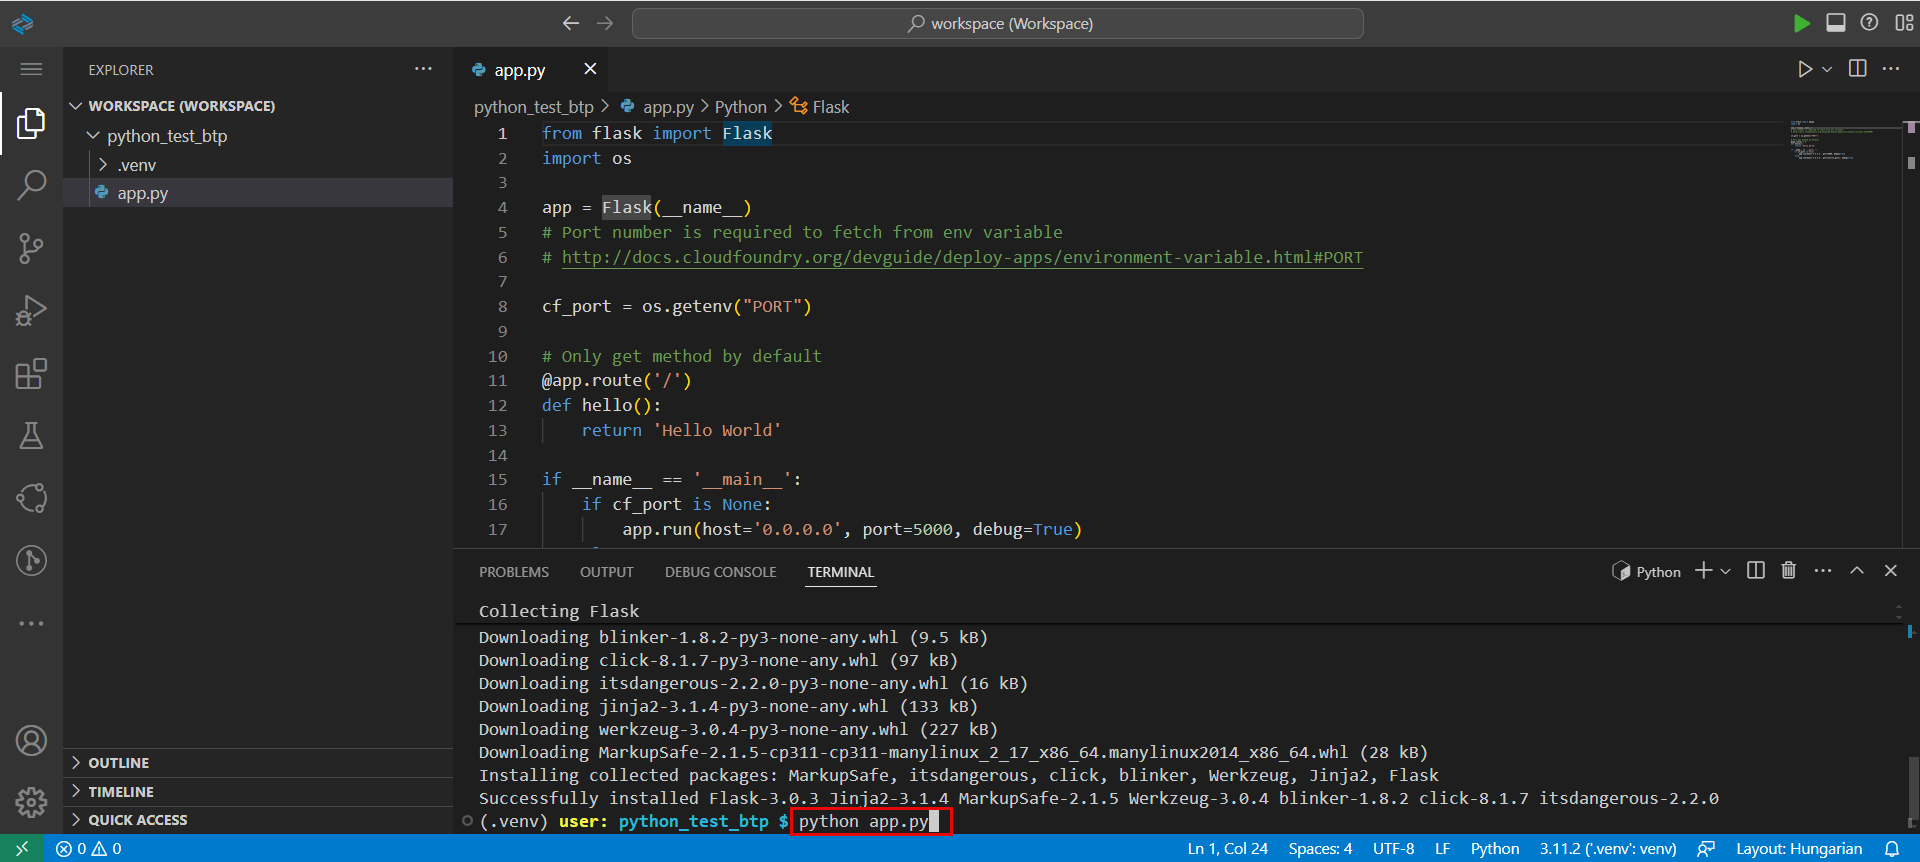 workspace (Workspace)
EXPLORER
WORKSPACE (WORKSPACE)
python_test_btp
.venv
app.py
OUTLINE
TIMELINE
QUICK ACCESS
app.py
python_test_btp > app.py > Python > Flask
1 from flask import Flask
2 import os
3
4 app = Flask(__name__)
5 # Port number is required to fetch from env variable
6 # http://docs.cloudfoundry.org/devguide/deploy-apps/environment-variable.html#PORT
7
8 cf_port = os.getenv("PORT")
9
10 # Only get method by default
11 @app.route('/')
12 def hello():
13 return 'Hello World'
14
15 if __name__ == '__main__':
16 if cf_port is None:
17 app.run(host='0.0.0.0', port=5000, debug=True)
PROBLEMS OUTPUT DEBUG CONSOLE TERMINAL Python
Collecting Flask
Downloading blinker-1.8.2-py3-none-any.whl (9.5 kB)
Downloading click-8.1.7-py3-none-any.whl (97 kB)
Downloading itsdangerous-2.2.0-py3-none-any.whl (16 kB)
Downloading jinja2-3.1.4-py3-none-any.whl (133 kB)
Downloading werkzeug-3.0.4-py3-none-any.whl (227 kB)
Downloading MarkupSafe-2.1.5-cp311-cp311-manylinux_2_17_x86_64.manylinux2014_x86_64.whl (28 kB)
Installing collected packages: MarkupSafe, itsdangerous, click, blinker, Werkzeug, Jinja2, Flask
Successfully installed Flask-3.0.3 Jinja2-3.1.4 MarkupSafe-2.1.5 Werkzeug-3.0.4 blinker-1.8.2 click-8.1.7 itsdangerous-2.2.0
(.venv) user: python_test_btp $ python app.py
0 0 Ln 1, Col 24 Spaces: 4 UTF-8 LF Python 3.11.2 ('.venv': venv) Layout: Hungarian